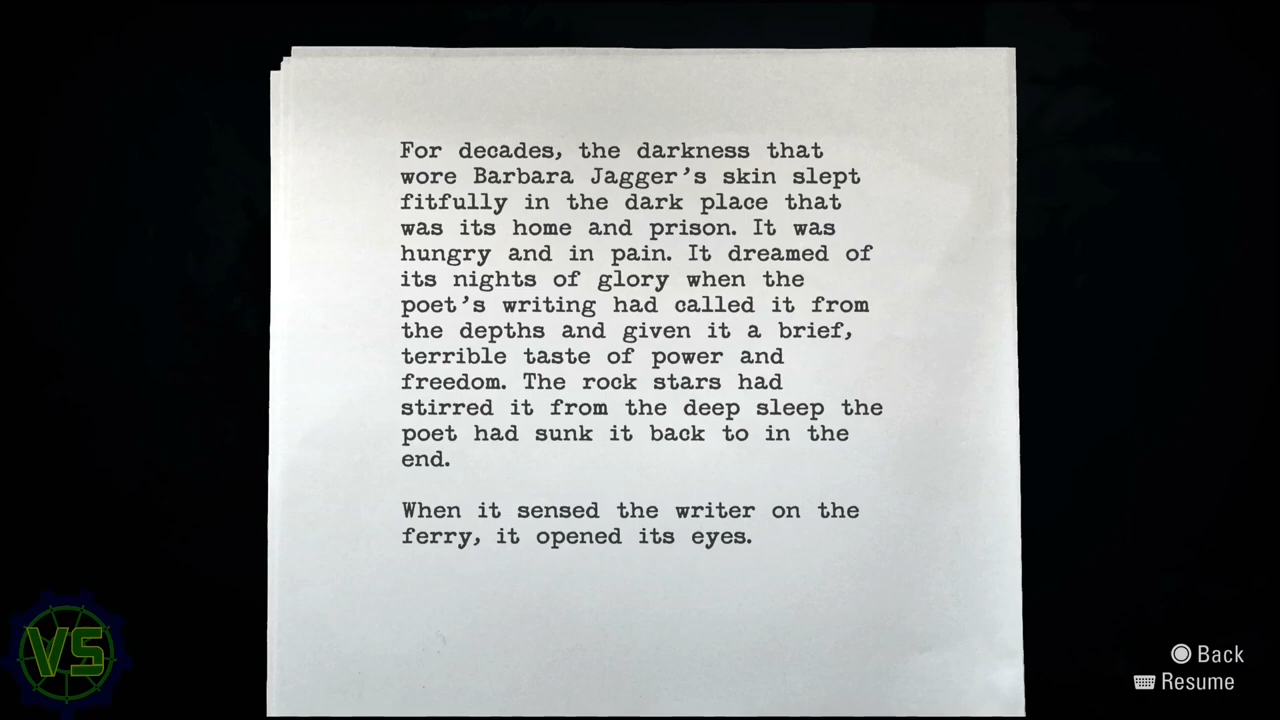 For decades, the darkness that
wore Barbara Jagger's skin slept
fitfully in the dark place that
was its home and prison. It was
hungry and in pain. It dreamed of
its nights of glory when the
poet's writing had called it from
the depths and given it a brief,
terrible taste of power and
freedom. The rock stars had
stirred it from the deep sleep the
poet had sunk it back to in the
end.
When it sensed the writer on the
ferry, it opened its eyes.
VS
Back
Resume